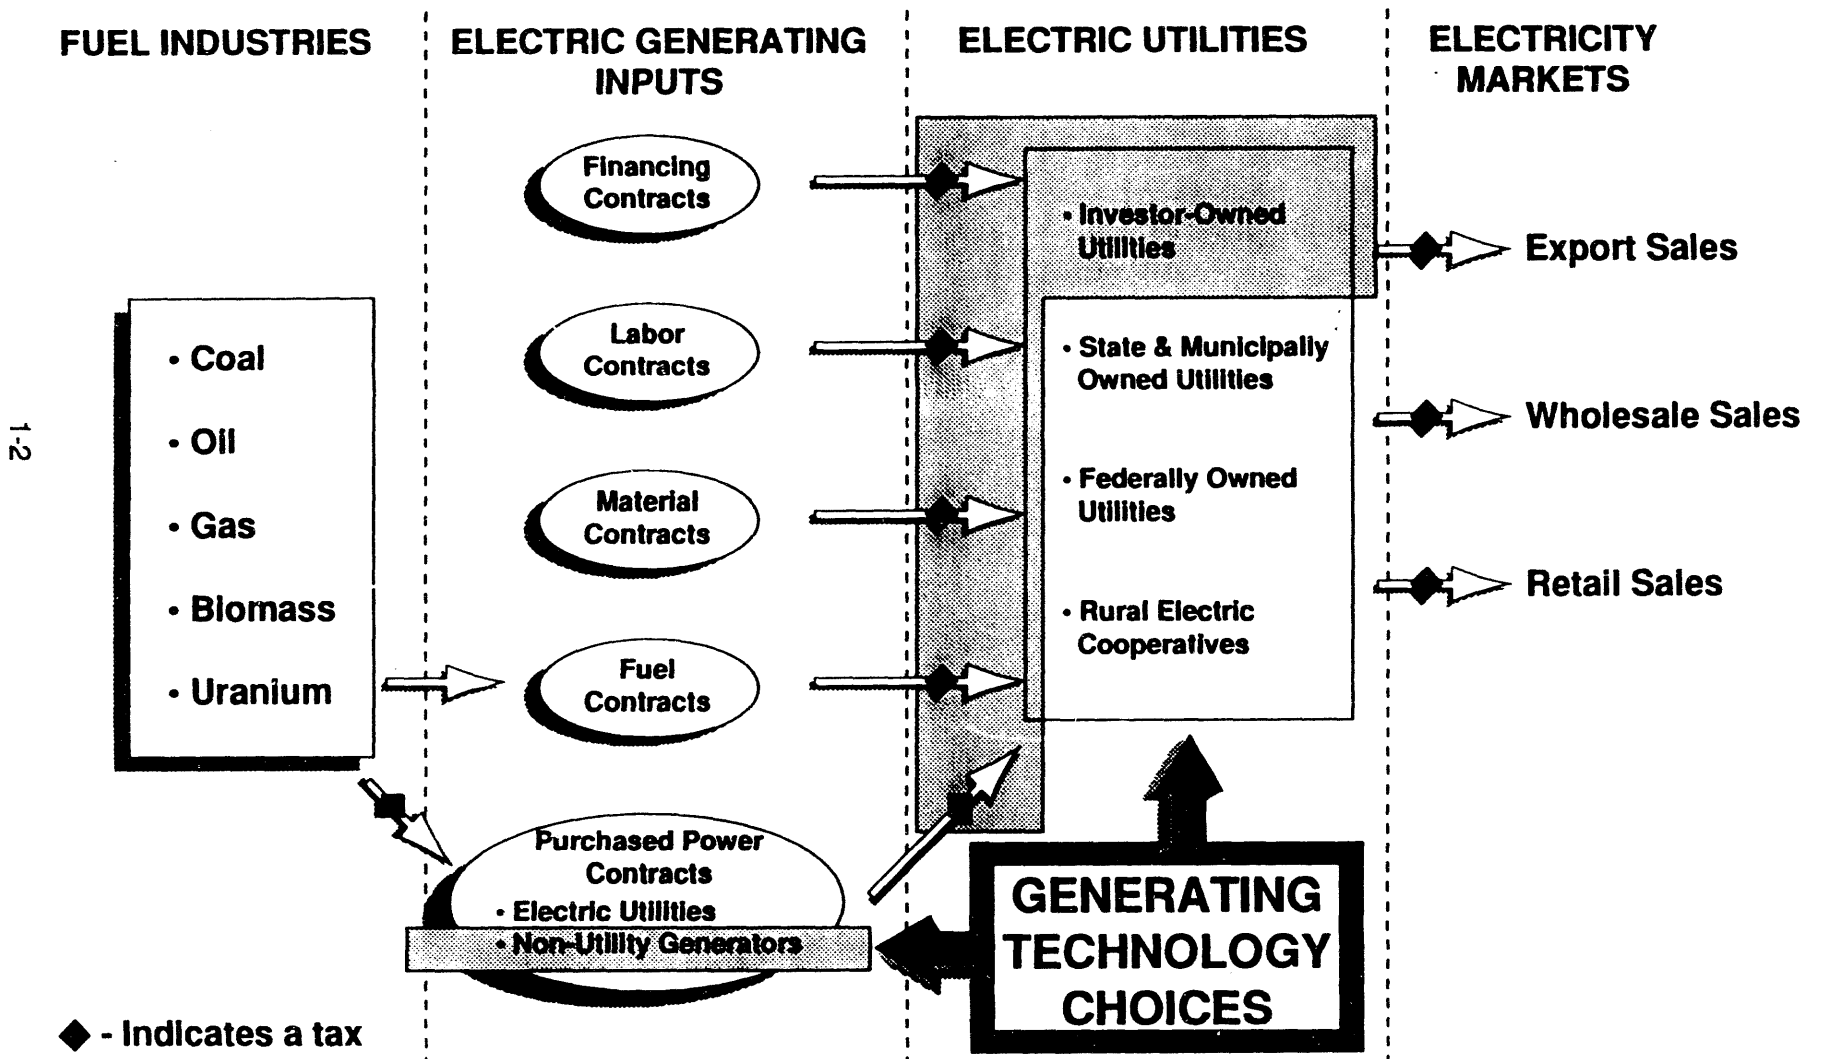 FUEL INDUSTRIES
ELECTRIC GENERATING
INPUTS
ELECTRIC UTILITIES
ELECTRICITY
MARKETS
• Coal
• Oil
• Gas
• Biomass
• Uranium
Financing
Contracts
Labor
Contracts
Material
Contracts
Fuel
Contracts
Purchased Power
Contracts
• Electric Utilities
• Non-Utility Generators
• Investor-Owned
Utilities
• State & Municipally
Owned Utilities
• Federally Owned
Utilities
• Rural Electric
Cooperatives
GENERATING
TECHNOLOGY
CHOICES
Export Sales
Wholesale Sales
Retail Sales
◆ - Indicates a tax
1-2